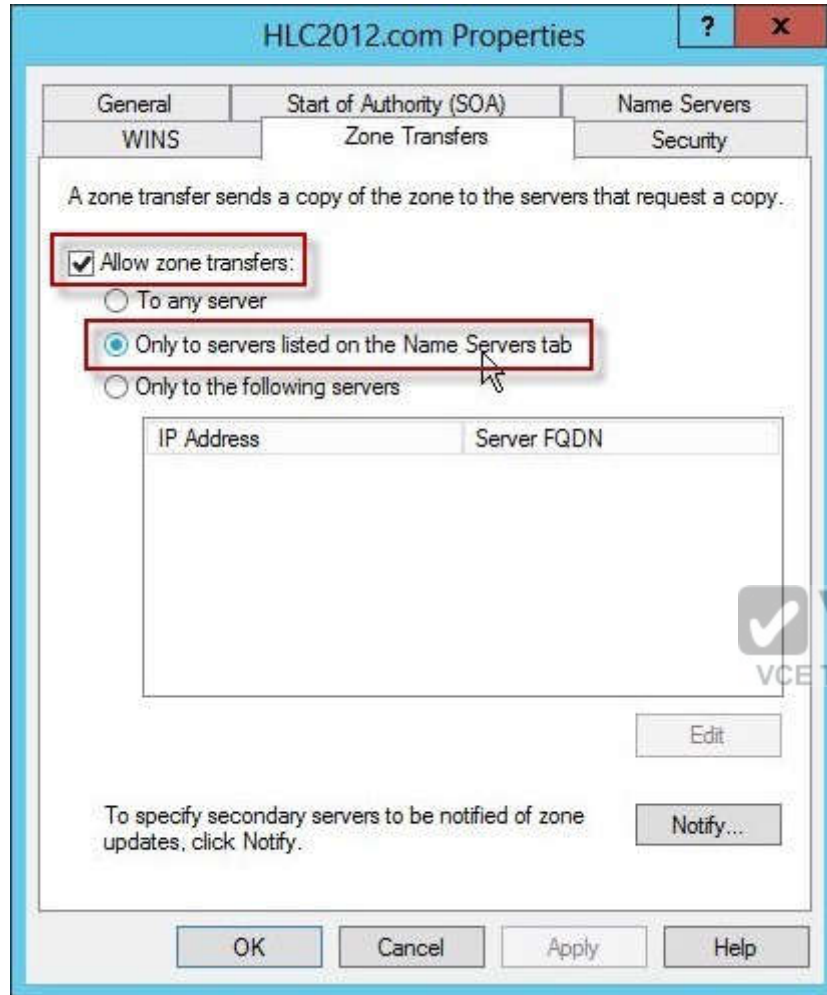 HLC2012.com Properties
? x
General Start of Authority (SOA) Name Servers
WINS Zone Transfers Security
A zone transfer sends a copy of the zone to the servers that request a copy.
Allow zone transfers:
To any server
Only to servers listed on the Name Servers tab
Only to the following servers
IP Address Server FQDN
VCE
Edit
To specify secondary servers to be notified of zone
updates, click Notify.
Notify...
OK Cancel Apply Help